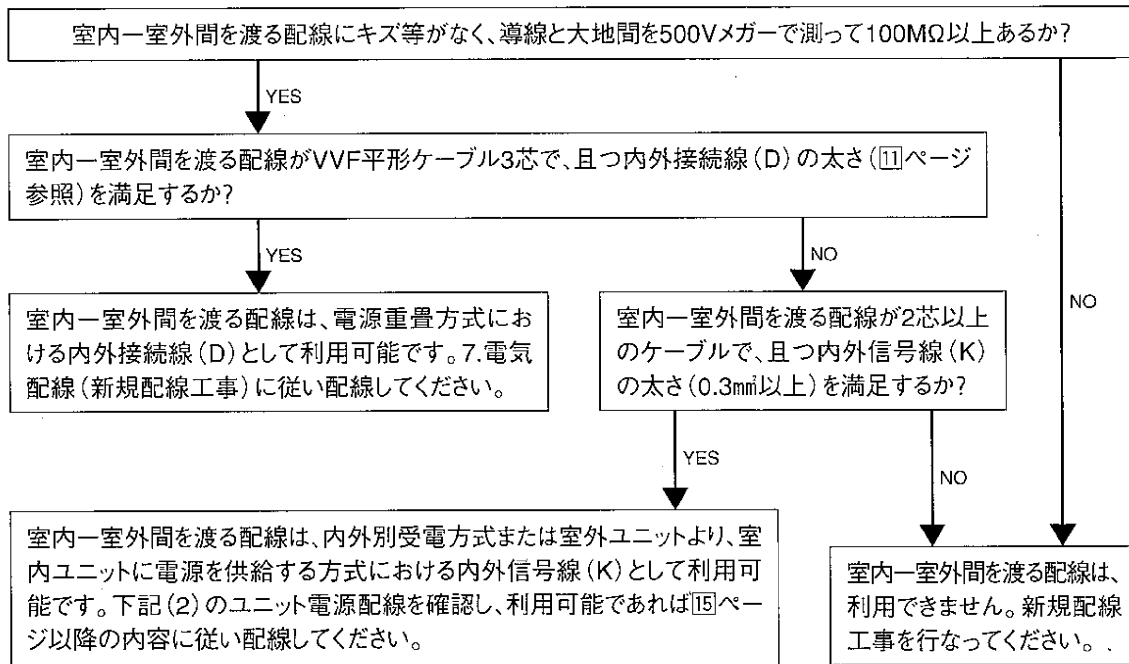 室内ー室外間を渡る配線にキズ等がなく、導線と大地間を500Vメガーで測って100MΩ以上あるか?
YES
室内ー室外間を渡る配線がVVF平形ケーブル3芯で、且つ内外接続線(D)の太さ(11ページ
参照)を満足するか?
YES
NO
NO
室内ー室外間を渡る配線は、電源重畳方式にお
ける内外接続線(D)として利用可能です。7.電気
配線(新規配線工事)に従い配線してください。
室内ー室外間を渡る配線が2芯以上
のケーブルで、且つ内外信号線(K)
の太さ(0.3㎟以上)を満足するか?
YES
NO
室内ー室外間を渡る配線は、内外別受電方式または室外ユニットより、室
内ユニットに電源を供給する方式における内外信号線(K)として利用可
能です。下記(2)のユニット電源配線を確認し、利用可能であれば15ペー
ジ以降の内容に従い配線してください。
室内ー室外間を渡る配線は、
利用できません。新規配線
工事を行なってください。